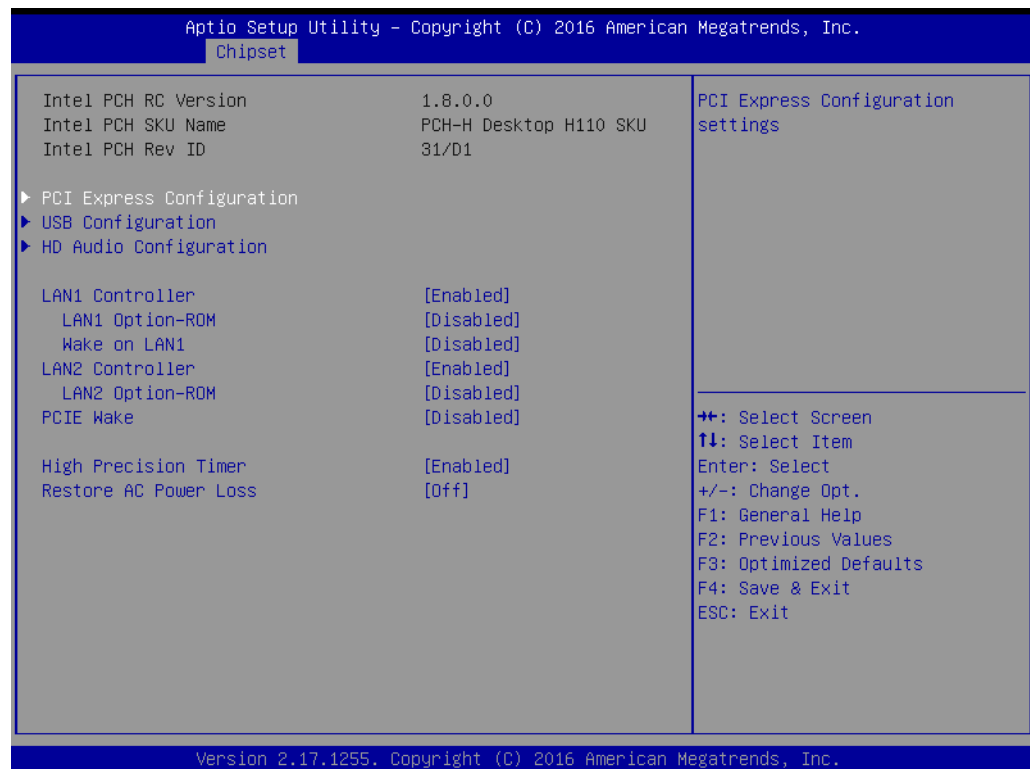 Aptio Setup Utility – Copyright (C) 2016 American Megatrends, Inc.
Chipset
Intel PCH RC Version 1.8.0.0
Intel PCH SKU Name PCH-H Desktop H110 SKU
Intel PCH Rev ID 31/D1
▶ PCI Express Configuration
▶ USB Configuration
▶ HD Audio Configuration
LAN1 Controller [Enabled]
LAN1 Option-ROM [Disabled]
Wake on LAN1 [Disabled]
LAN2 Controller [Enabled]
LAN2 Option-ROM [Disabled]
PCIE Wake [Disabled]
High Precision Timer [Enabled]
Restore AC Power Loss [Off]
PCI Express Configuration
settings
→←: Select Screen
↑↓: Select Item
Enter: Select
+/-: Change Opt.
F1: General Help
F2: Previous Values
F3: Optimized Defaults
F4: Save & Exit
ESC: Exit
Version 2.17.1255. Copyright (C) 2016 American Megatrends, Inc.